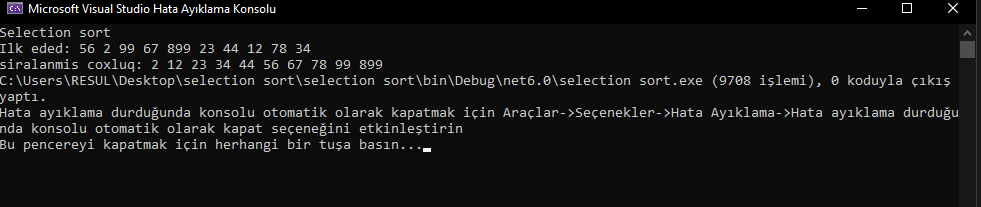 Microsoft Visual Studio Hata Ayıklama Konsolu
Selection sort
Ilk eded: 56 2 99 67 899 23 44 12 78 34
siralanmis coxluq: 2 12 23 34 44 56 67 78 99 899
C:\Users\RESUL\Desktop\selection sort\selection sort\bin\Debug\net6.0\selection sort.exe (9708 işlemi), 0 koduyla çıkış
yaptı.
Hata ayıklama durduğunda konsolu otomatik olarak kapatmak için Araçlar->Seçenekler->Hata Ayıklama->Hata ayıklama durduğu
nda konsolu otomatik olarak kapat seçeneğini etkinleştirin
Bu pencereyi kapatmak için herhangi bir tuşa basın...